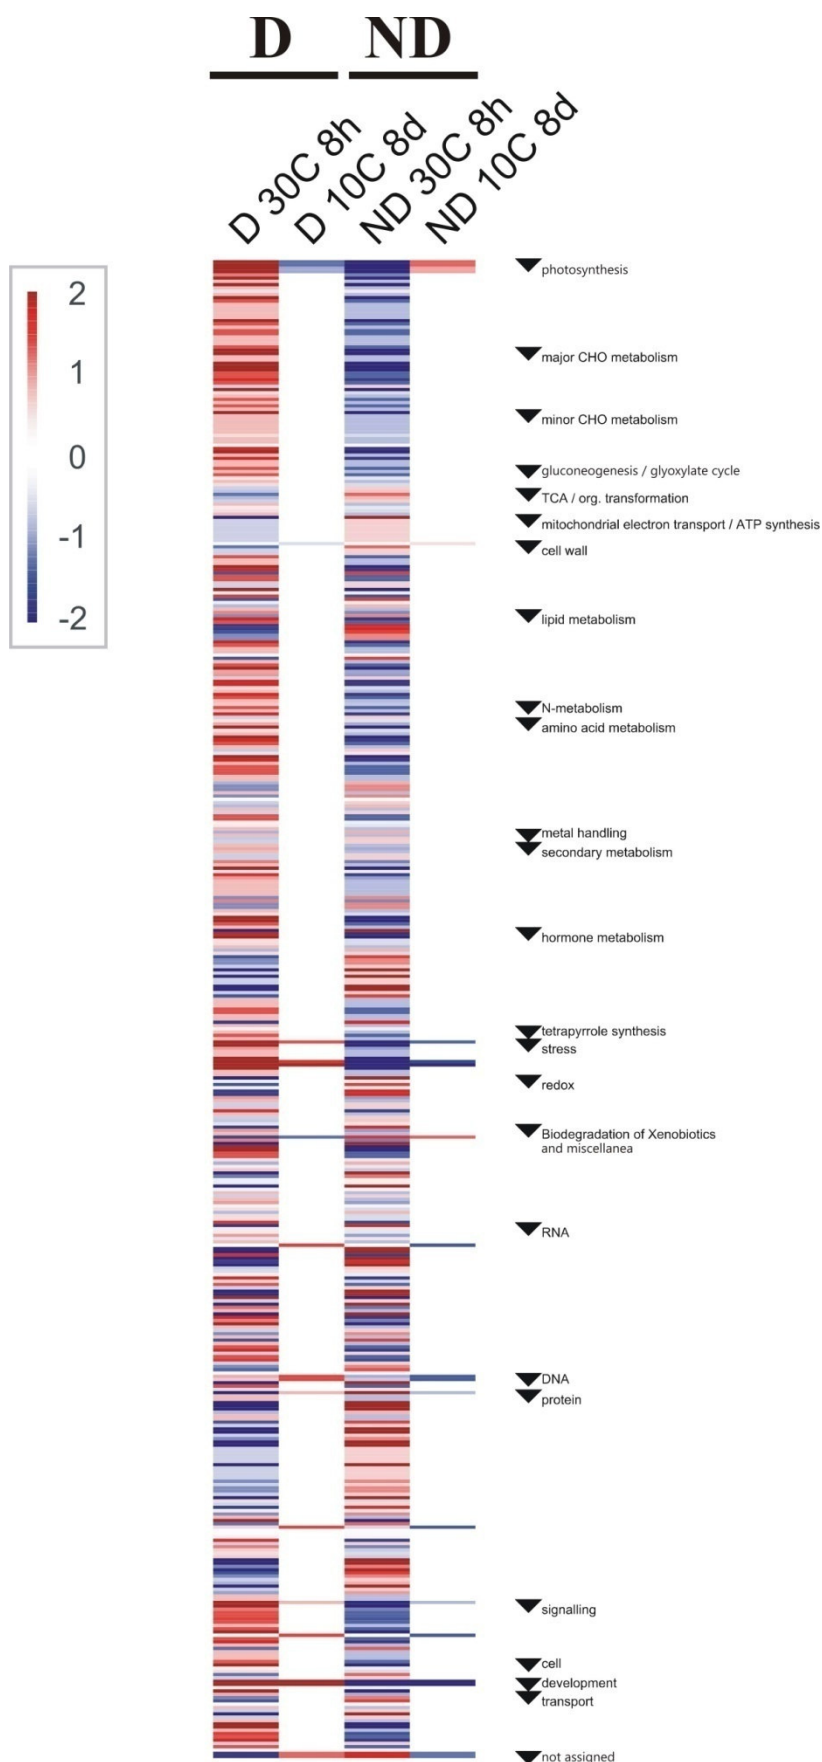 D ND
D 30C 8h
D 10C 8d
ND 30C 8h
ND 10C 8d
2
1
0
-1
-2
photosynthesis
major CHO metabolism
minor CHO metabolism
gluconeogenesis / glyoxylate cycle
TCA / org. transformation
mitochondrial electron transport / ATP synthesis
cell wall
lipid metabolism
N-metabolism
amino acid metabolism
metal handling
secondary metabolism
hormone metabolism
tetrapyrrole synthesis
stress
redox
Biodegradation of Xenobiotics
and miscellanea
RNA
DNA
protein
signalling
cell
development
transport
not assigned